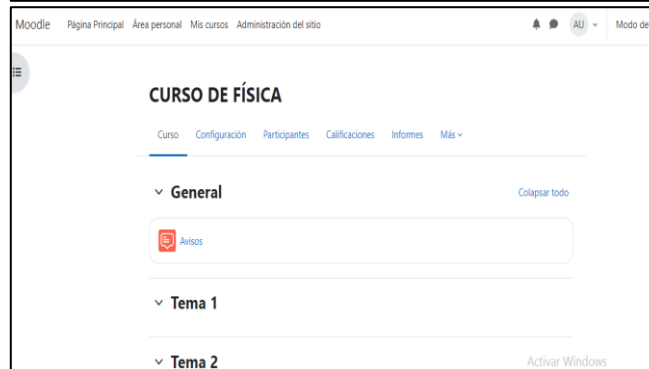 Moodle Página Principal Área personal Mis cursos Administración del sitio AU Modo de
CURSO DE FÍSICA
Curso Configuración Participantes Calificaciones Informes Más
General Colapsar todo
Avisos
Tema 1
Tema 2 Activar Windows